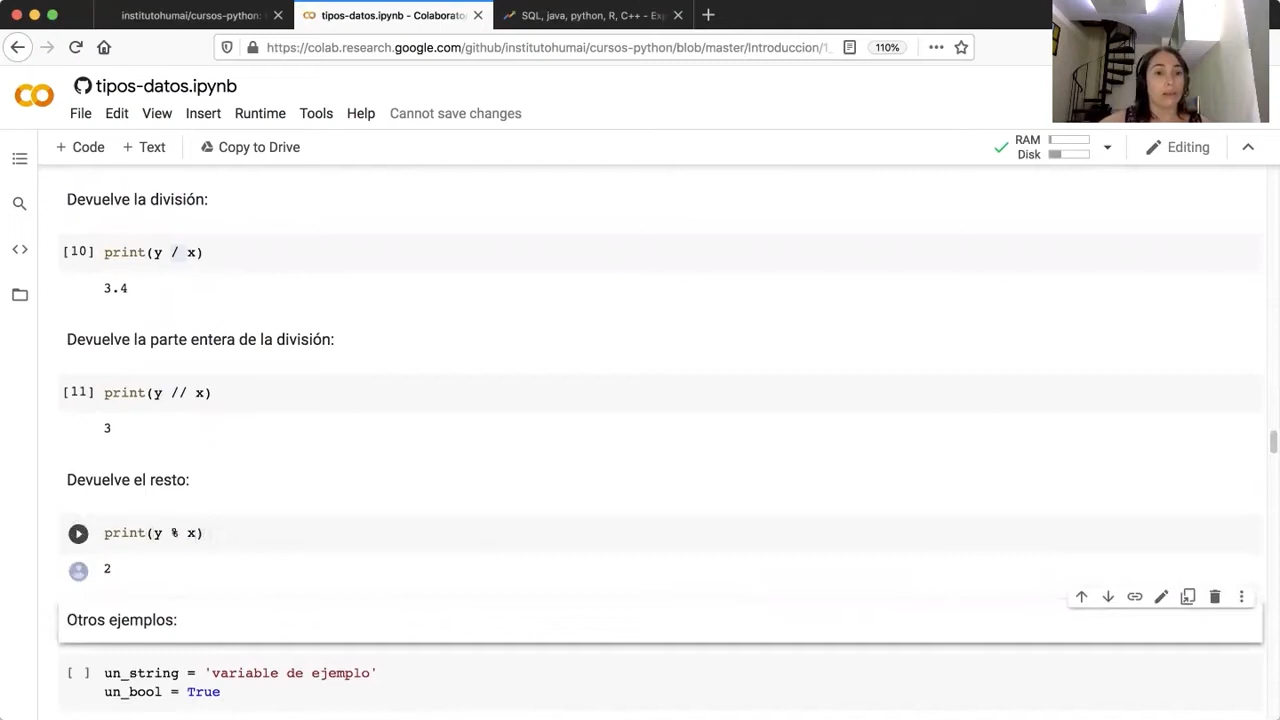 institutohumai/cursos-python:
tipos-datos.ipynb - Colaborato
SQL, java, python, R, C++ - Exp
https://colab.research.google.com/github/institutohumai/cursos-python/blob/master/Introduccion/1_
110%
tipos-datos.ipynb
File Edit View Insert Runtime Tools Help Cannot save changes
+ Code + Text Copy to Drive
RAM
Disk
Editing
Devuelve la división:
[10] print(y / x)
3.4
Devuelve la parte entera de la división:
[11] print(y // x)
3
Devuelve el resto:
print(y % x)
2
Otros ejemplos:
[ ] un_string = 'variable de ejemplo'
un_bool = True